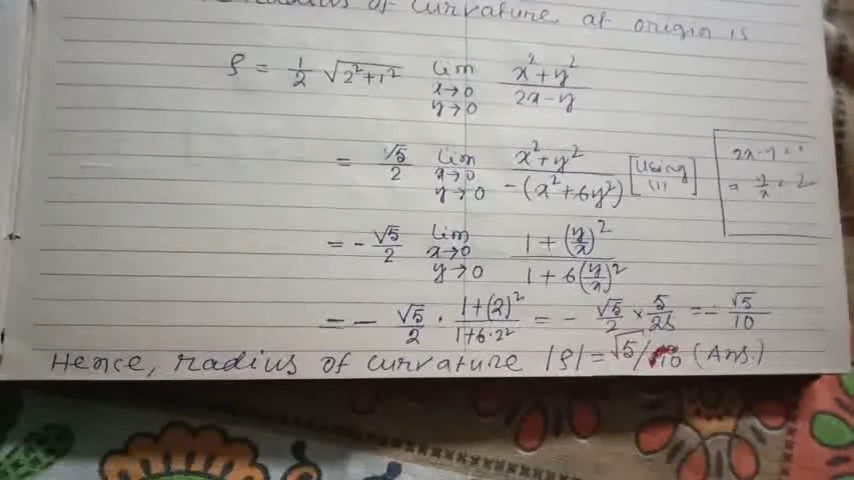 radius of curvature at origin is
ρ = 1/2 √(2²+1²) lim x→0 y→0 (x²+y²)/(2x-y)
= √5/2 lim x→0 y→0 (x²+y²)/(-(x²+6y²)) [using (1)]
2x-y=0
⇒ y/x = 2
= -√5/2 lim x→0 y→0 (1+(y/x)²)/(1+6(y/x)²)
= - √5/2 · (1+(2)²)/(1+6·2²) = - √5/2 × 5/25 = - √5/10
Hence, radius of curvature |ρ| = √5/10 (Ans.)